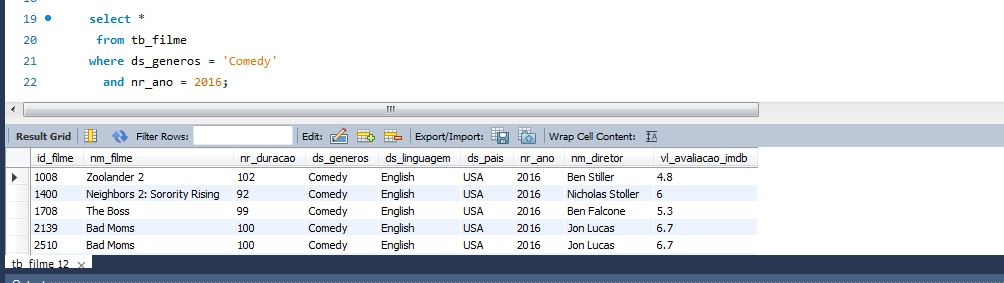 19 select *
20 from tb_filme
21 where ds_generos = 'Comedy'
22 and nr_ano = 2016;
Result Grid Filter Rows: Edit: Export/Import: Wrap Cell Content: IA
id_filme nm_filme nr_duracao ds_generos ds_linguagem ds_pais nr_ano nm_diretor vl_avaliacao_imdb
1008 Zoolander 2 102 Comedy English USA 2016 Ben Stiller 4.8
1400 Neighbors 2: Sorority Rising 92 Comedy English USA 2016 Nicholas Stoller 6
1708 The Boss 99 Comedy English USA 2016 Ben Falcone 5.3
2139 Bad Moms 100 Comedy English USA 2016 Jon Lucas 6.7
2510 Bad Moms 100 Comedy English USA 2016 Jon Lucas 6.7
tb_filme 12